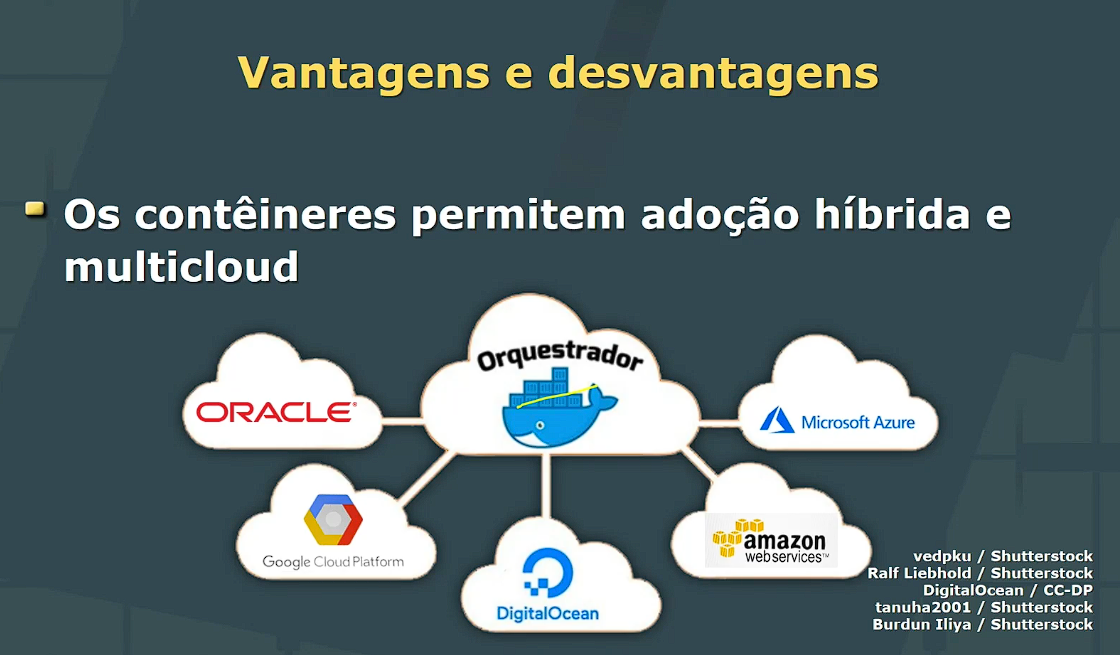 Vantagens e desvantagens
Os contêineres permitem adoção híbrida e
multicloud
Orquestrador
ORACLE®
Microsoft Azure
Google Cloud Platform
DigitalOcean
amazon
webservices™
vedpku / Shutterstock
Ralf Liebhold / Shutterstock
DigitalOcean / CC-DP
tanuha2001 / Shutterstock
Burdun Iliya / Shutterstock